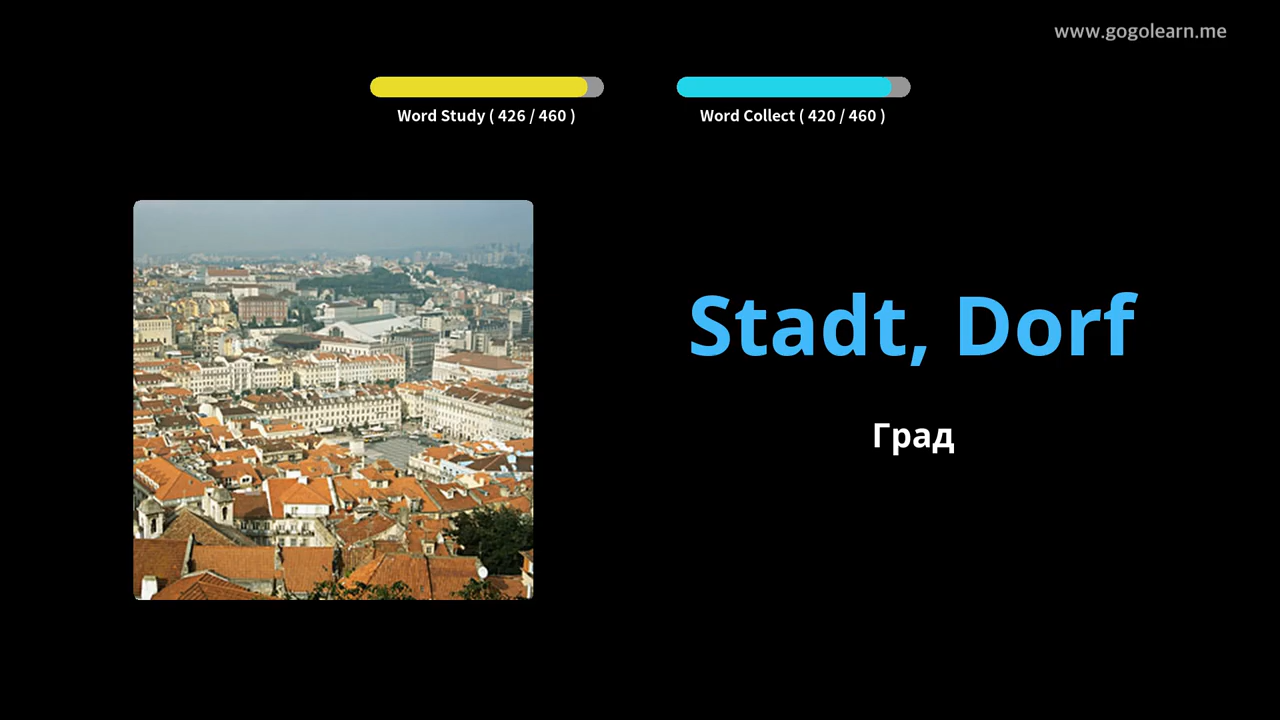 www.gogolearn.me
Word Study ( 426 / 460 )
Word Collect ( 420 / 460 )
Stadt, Dorf
Град